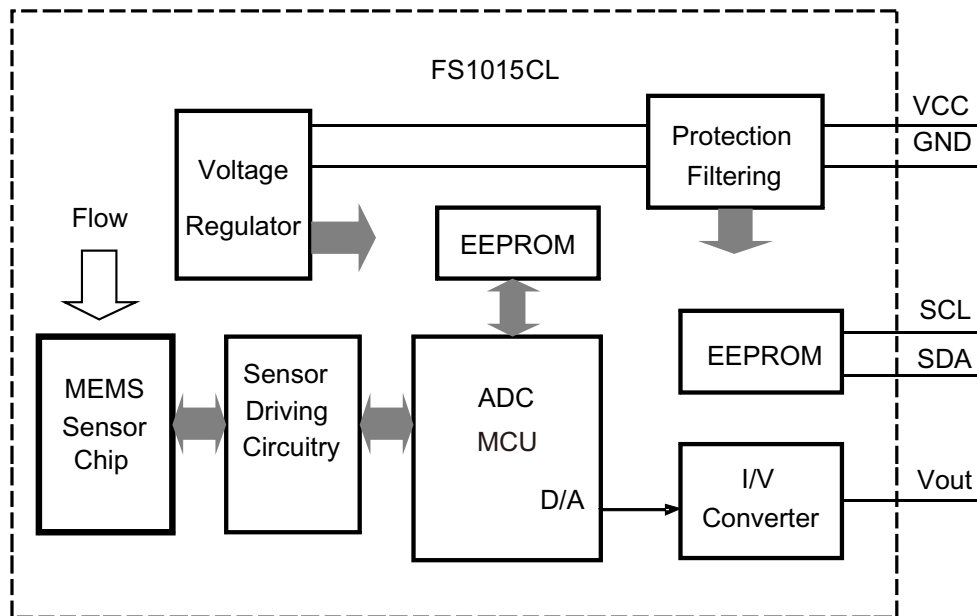 FS1015CL
VCC
GND
Protection
Filtering
Voltage
Regulator
Flow
EEPROM
SCL
SDA
EEPROM
MEMS
Sensor
Chip
Sensor
Driving
Circuitry
ADC
MCU
D/A
I/V
Converter
Vout